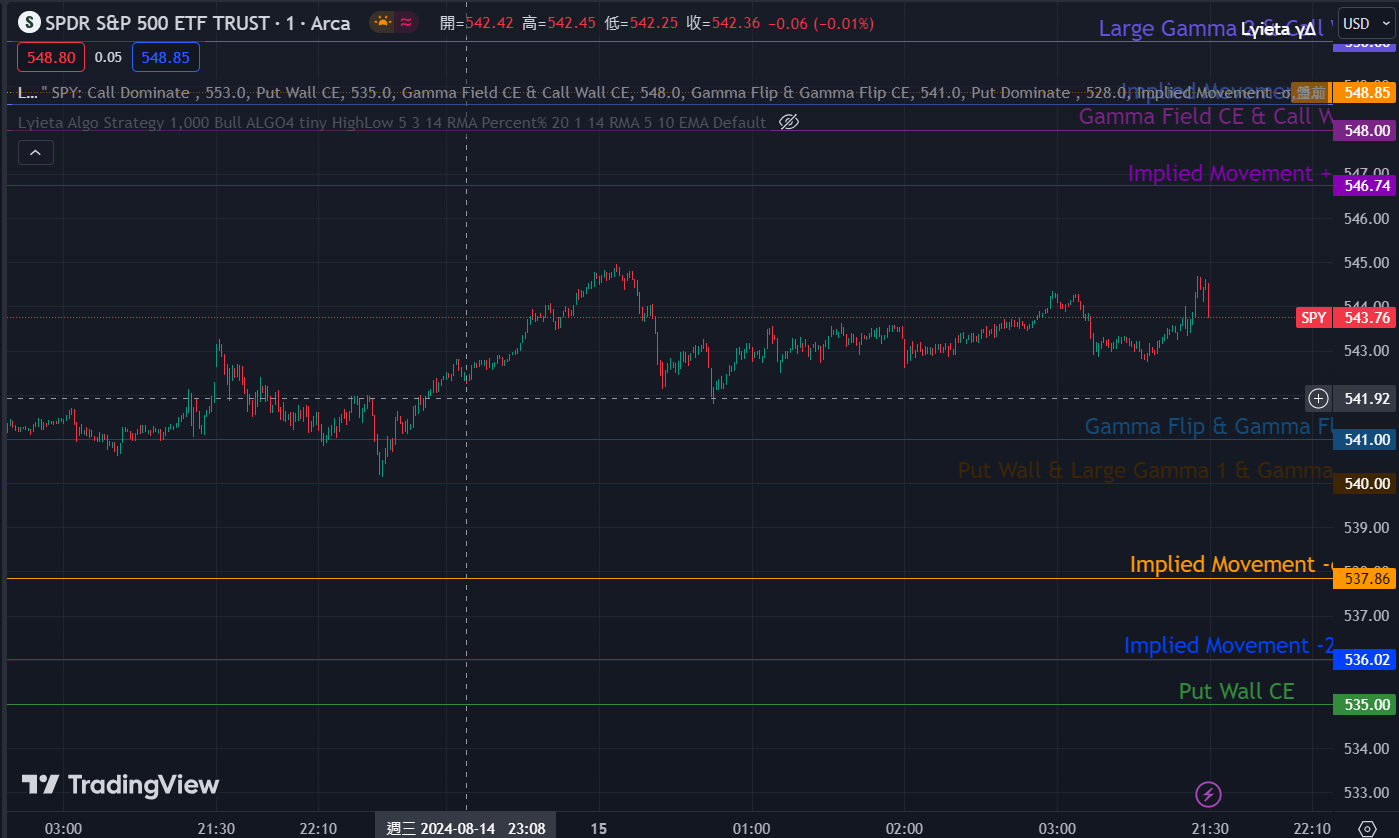 S SPDR S&P 500 ETF TRUST · 1 · Arca 開=542.42 高=542.45 低=542.25 收=542.36 −0.06 (−0.01%)
Large Gamma 2 & Call
Lyieta γΔ
USD
548.80 0.05 548.85
L... " SPY: Call Dominate , 553.0, Put Wall CE, 535.0, Gamma Field CE & Call Wall CE, 548.0, Gamma Flip & Gamma Flip CE, 541.0, Put Dominate , 528.0, Implied Movement -σ,
盤前 548.85
Lyieta Algo Strategy 1,000 Bull ALGO4 tiny HighLow 5 3 14 RMA Percent% 20 1 14 RMA 5 10 EMA Default
Gamma Field CE & Call W
548.00
Implied Movement +
547.00
546.74
546.00
545.00
544.00
SPY 543.76
543.00
541.92
Gamma Flip & Gamma Fl
541.00
Put Wall & Large Gamma 1 & Gamma
540.00
539.00
Implied Movement -
537.86
537.00
Implied Movement -2
536.02
Put Wall CE
535.00
534.00
TradingView
533.00
03:00 21:30 22:10 週三 2024-08-14 23:08 15 01:00 02:00 03:00 21:30 22:10